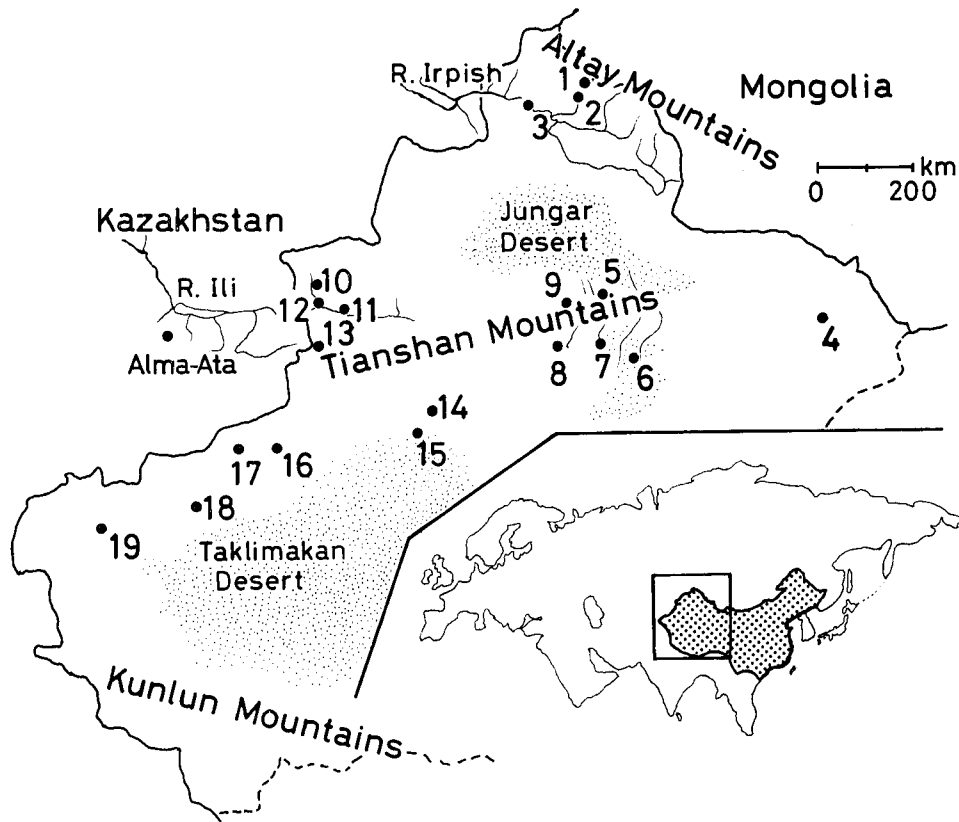 R. Irpish
Altay Mountains
Mongolia
1
2
3
km
0 200
Kazakhstan
Jungar
Desert
R. Ili
10
9
5
12
11
4
13
Tianshan Mountains
Alma-Ata
8
7
6
14
15
17
16
18
19
Taklimakan
Desert
Kunlun Mountains